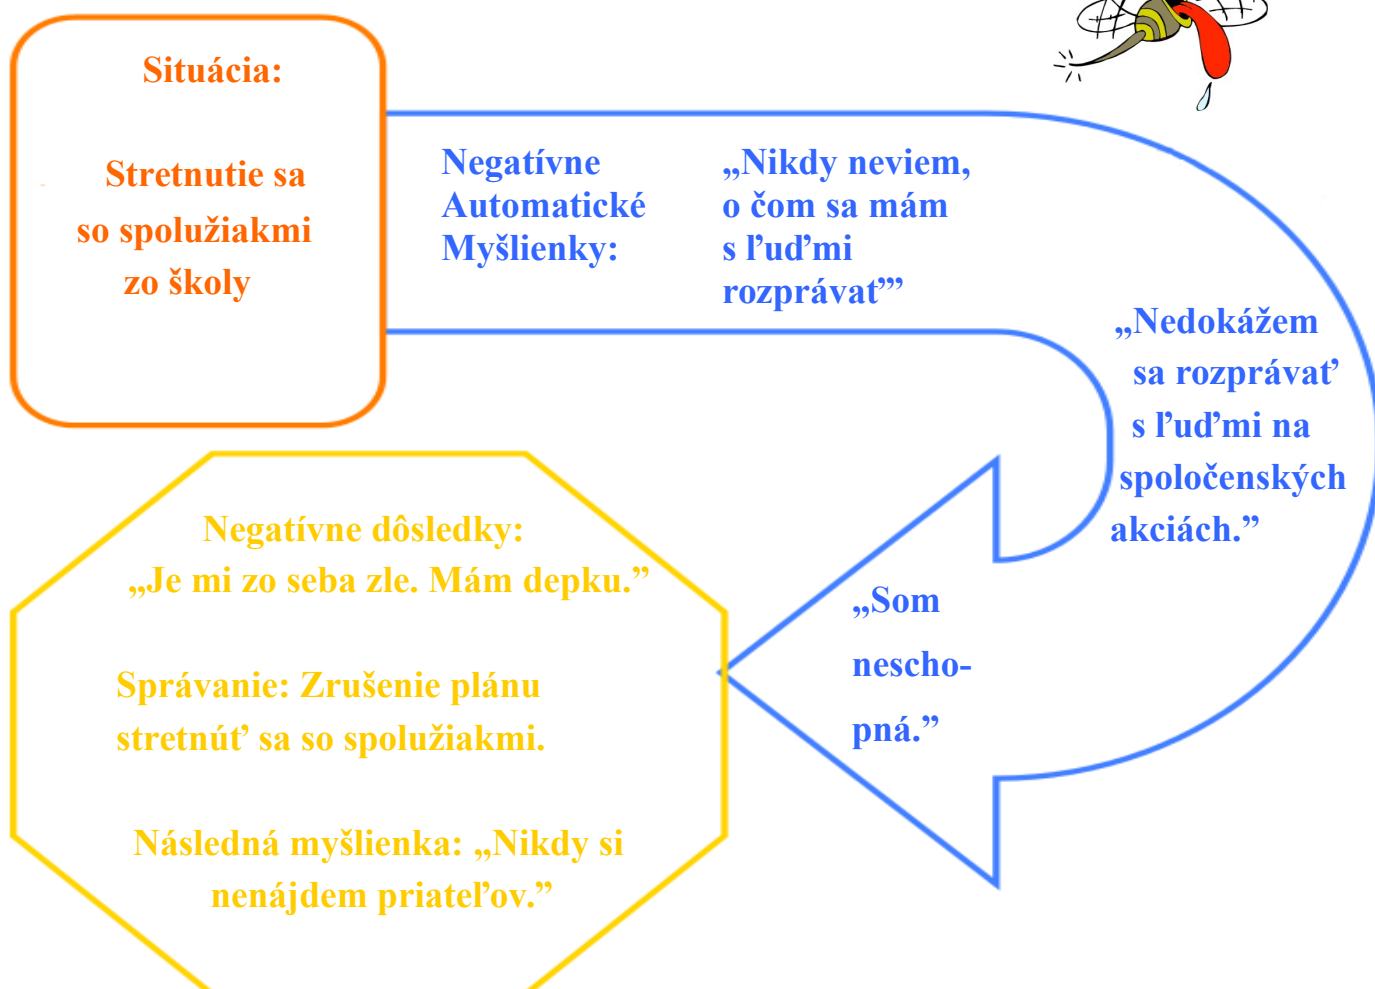 Situácia:
Stretnutie sa
so spolužiakmi
zo školy
Negatívne
Automatické
Myšlienky:
„Nikdy neviem,
o čom sa mám
s ľuďmi
rozprávať”
„Nedokážem
sa rozprávať
s ľuďmi na
spoločenských
akciách.”
„Som
nescho-
pná.”
Negatívne dôsledky:
„Je mi zo seba zle. Mám depku.”
Správanie: Zrušenie plánu
stretnúť sa so spolužiakmi.
Následná myšlienka: „Nikdy si
nenájdem priateľov.”